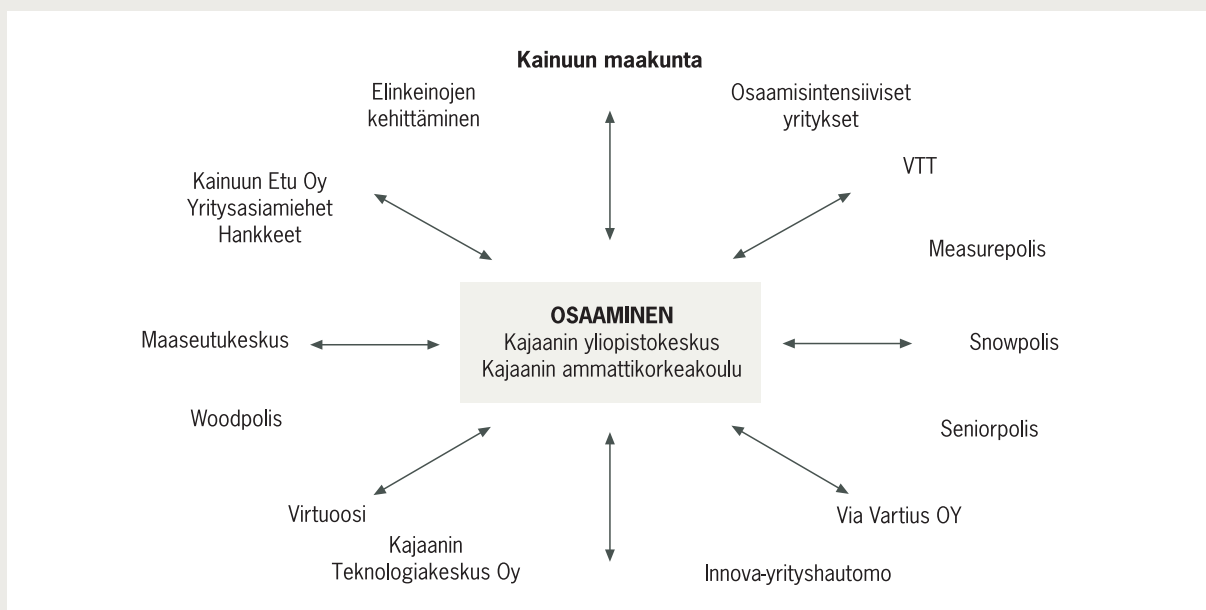 Kainuun maakunta
Elinkeinojen
kehittäminen
Osaamisintensiiviset
yritykset
VTT
Kainuun Etu Oy
Yritysasiamiehet
Hankkeet
Measurepolis
OSAAMINEN
Kajaanin yliopistokeskus
Kajaanin ammattikorkeakoulu
Maaseutukeskus
Snowpolis
Woodpolis
Seniorpolis
Virtuoosi
Via Vartius OY
Kajaanin
Teknologiakeskus Oy
Innova-yrityshautomo